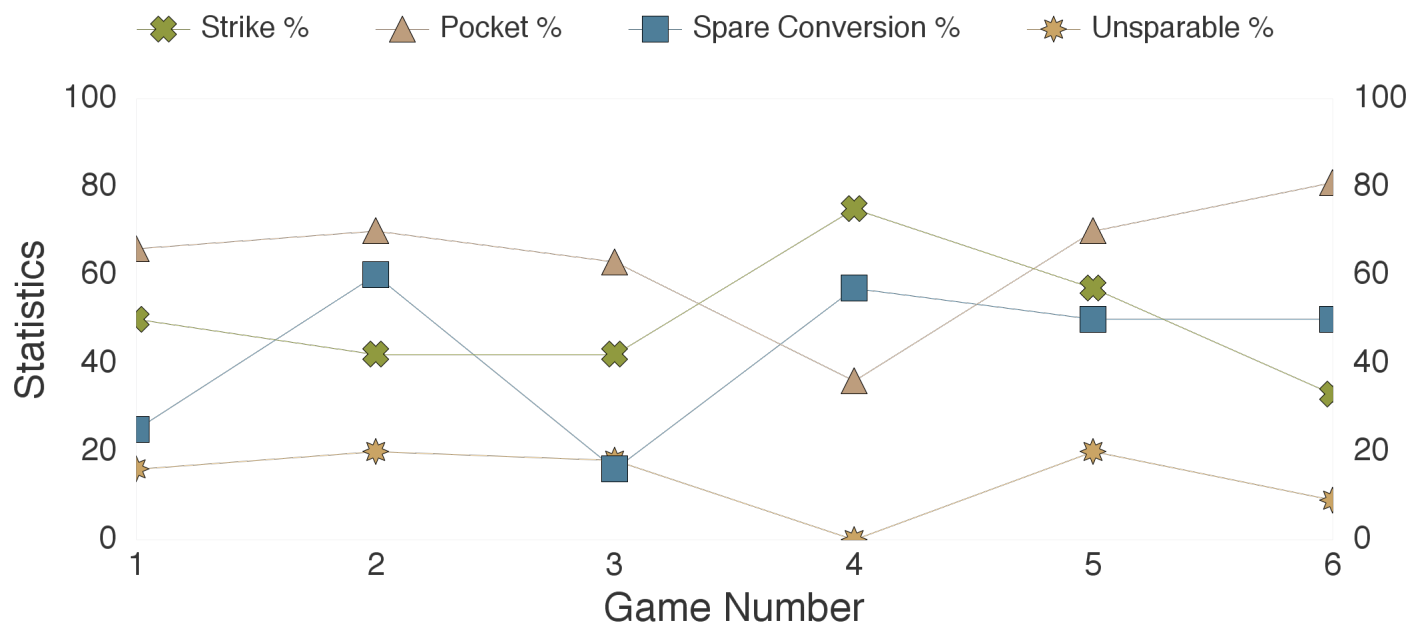 Strike % Pocket % Spare Conversion % Unsparable %
100 100
80 80
60 60
Statistics
40 40
20 20
0 0
1 2 3 4 5 6
Game Number